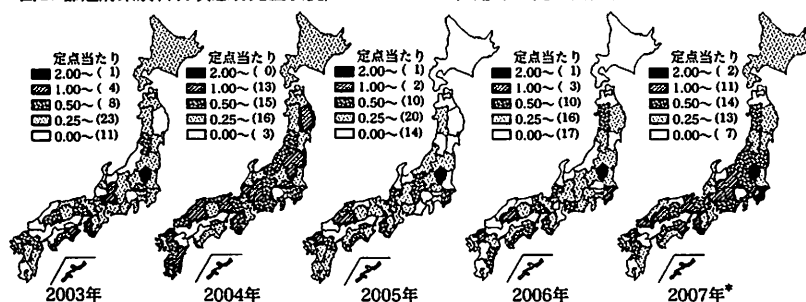 定点当たり 定点当たり 定点当たり 定点当たり 定点当たり
2.00～( 1) 2.00～( 0) 2.00～( 1) 2.00～( 1) 2.00～( 2)
1.00～( 4) 1.00～(13) 1.00～( 2) 1.00～( 3) 1.00～(11)
0.50～( 8) 0.50～(15) 0.50～(10) 0.50～(10) 0.50～(14)
0.25～(23) 0.25～(16) 0.25～(20) 0.25～(16) 0.25～(13)
0.00～(11) 0.00～( 3) 0.00～(14) 0.00～(17) 0.00～( 7)
2003年 2004年 2005年 2006年 2007年*